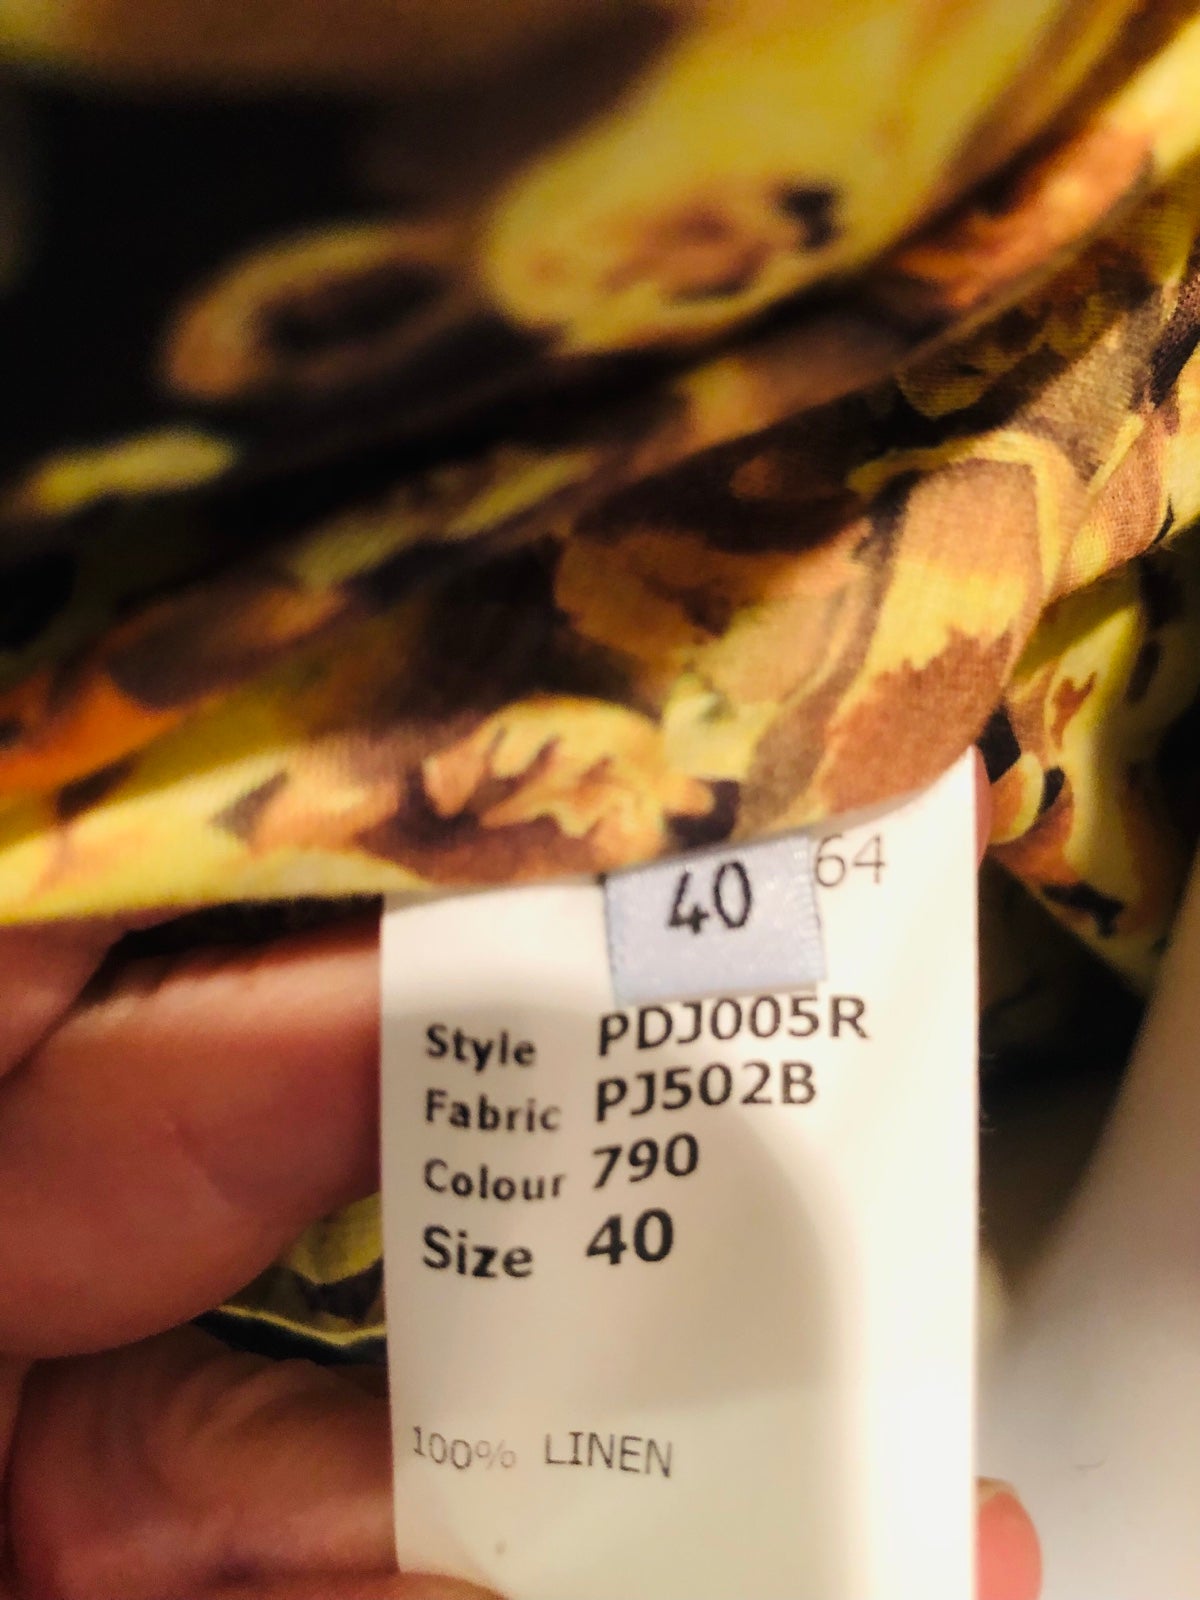 40 64
Style PDJ005R
Fabric PJ502B
Colour 790
Size 40
100% LINEN